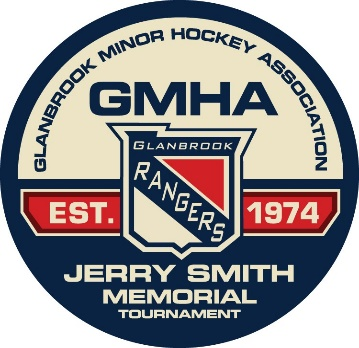 GLANBROOK MINOR HOCKEY ASSOCIATION
GMHA
GLANBROOK
RANGERS
EST. 1974
JERRY SMITH
MEMORIAL
TOURNAMENT